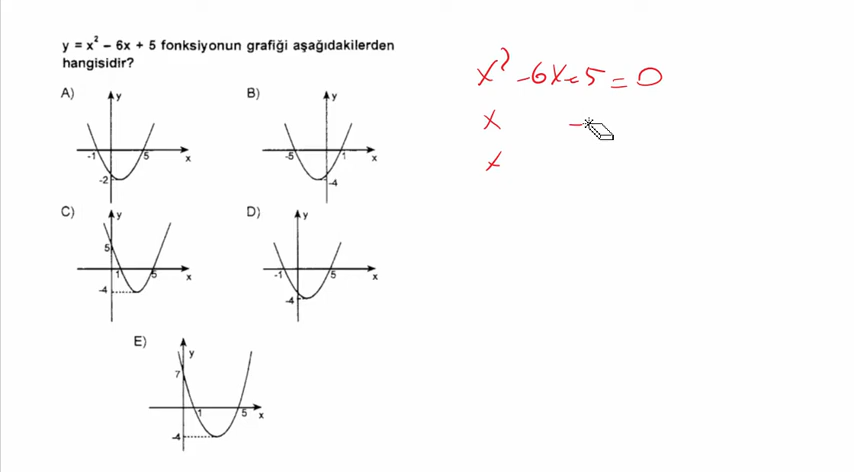 y = x² – 6x + 5 fonksiyonun grafiği aşağıdakilerden
hangisidir?
A)
y
-1
5
x
-2
B)
y
-5
1
x
-4
C)
y
5
1
5
x
-4
D)
y
-1
5
x
-4
E)
y
7
1
5
x
-4
x² - 6x + 5 = 0
x -
x